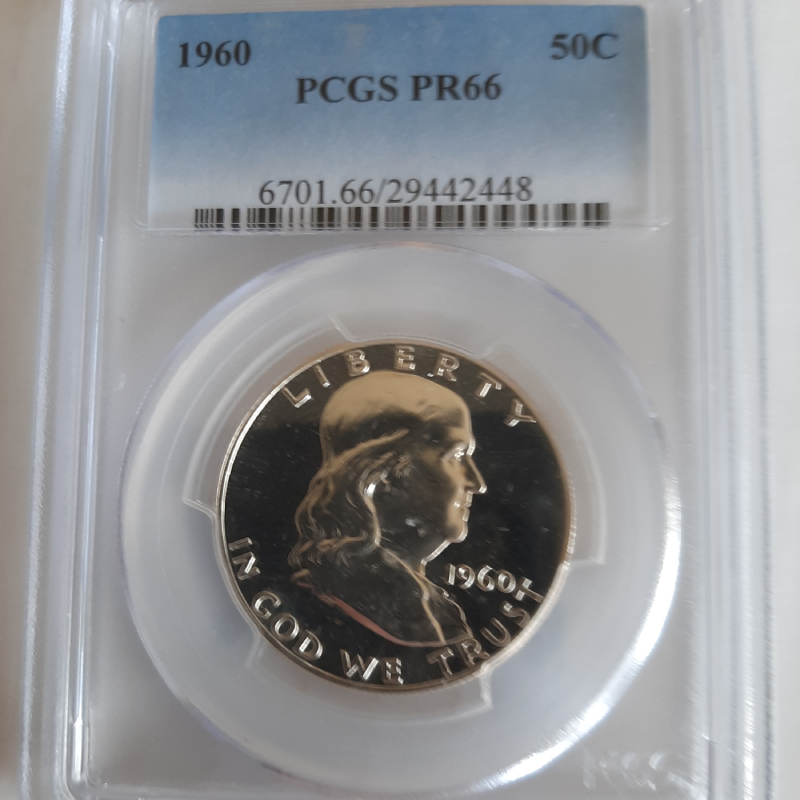 1960 50C
PCGS PR66
6701.66/29442448
LIBERTY
1960
IN GOD WE TRUST